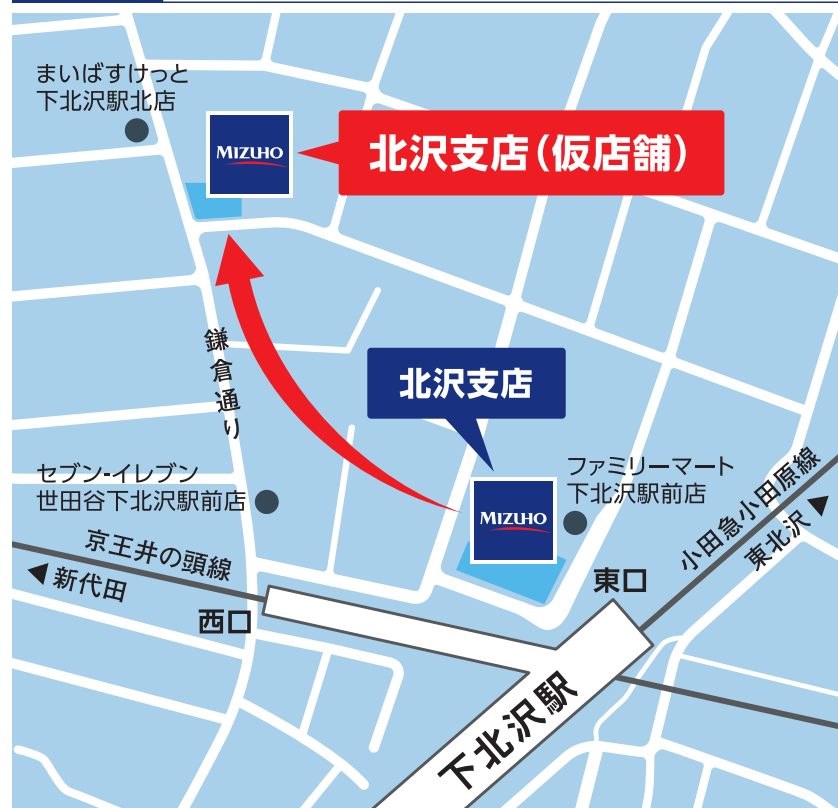 まいばすけっと
下北沢駅北店
MIZUHO
北沢支店(仮店舗)
鎌倉通り
北沢支店
セブン-イレブン
世田谷下北沢駅前店
MIZUHO
ファミリーマート
下北沢駅前店
小田急小田原線
東北沢
京王井の頭線
新代田
西口
東口
下北沢駅